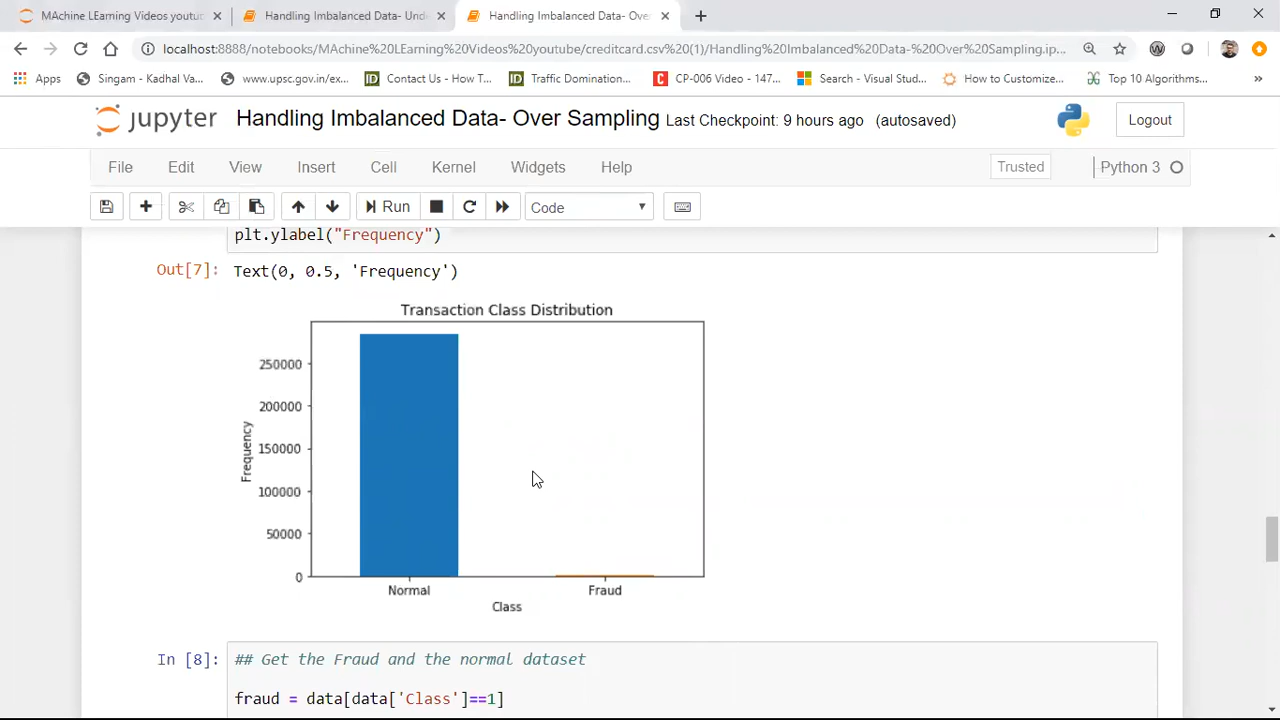 MAchine LEarning Videos youtub
Handling Imbalanced Data- Und
Handling Imbalanced Data- Ove
localhost:8888/notebooks/MAchine%20LEarning%20Videos%20youtube/creditcard.csv%20(1)/Handling%20Imbalanced%20Data-%20Over%20Sampling.ip...
Apps
Singam - Kadhal Va...
www.upsc.gov.in/ex...
Contact Us - How T...
Traffic Domination...
CP-006 Video - 147...
Search - Visual Stud...
How to Customize...
Top 10 Algorithms...
jupyter Handling Imbalanced Data- Over Sampling Last Checkpoint: 9 hours ago (autosaved)
Logout
File Edit View Insert Cell Kernel Widgets Help
Trusted
Python 3
Run
Code
plt.ylabel("Frequency")
Out[7]: Text(0, 0.5, 'Frequency')
Transaction Class Distribution
250000
200000
150000
100000
50000
0
Frequency
Normal
Fraud
Class
In [8]: ## Get the Fraud and the normal dataset
fraud = data[data['Class']==1]